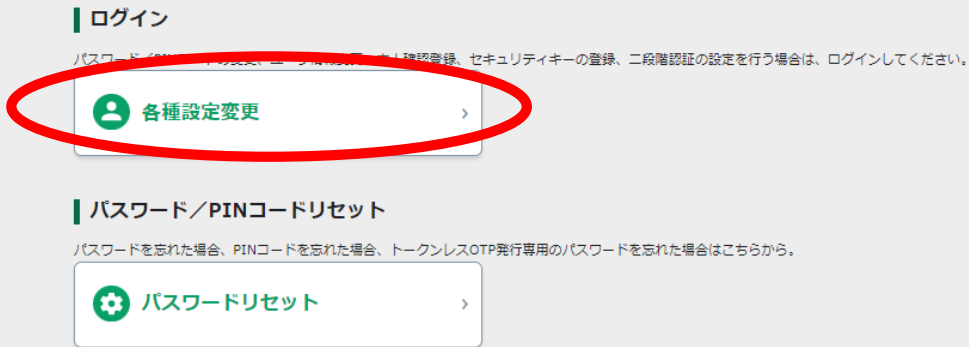 ログイン
パスワード／PIN の変更、ユーザ 確認登録、セキュリティキーの登録、二段階認証の設定を行う場合は、ログインしてください。
各種設定変更
パスワード／PINコードリセット
パスワードを忘れた場合、PINコードを忘れた場合、トークンレスOTP発行専用のパスワードを忘れた場合はこちらから。
パスワードリセット